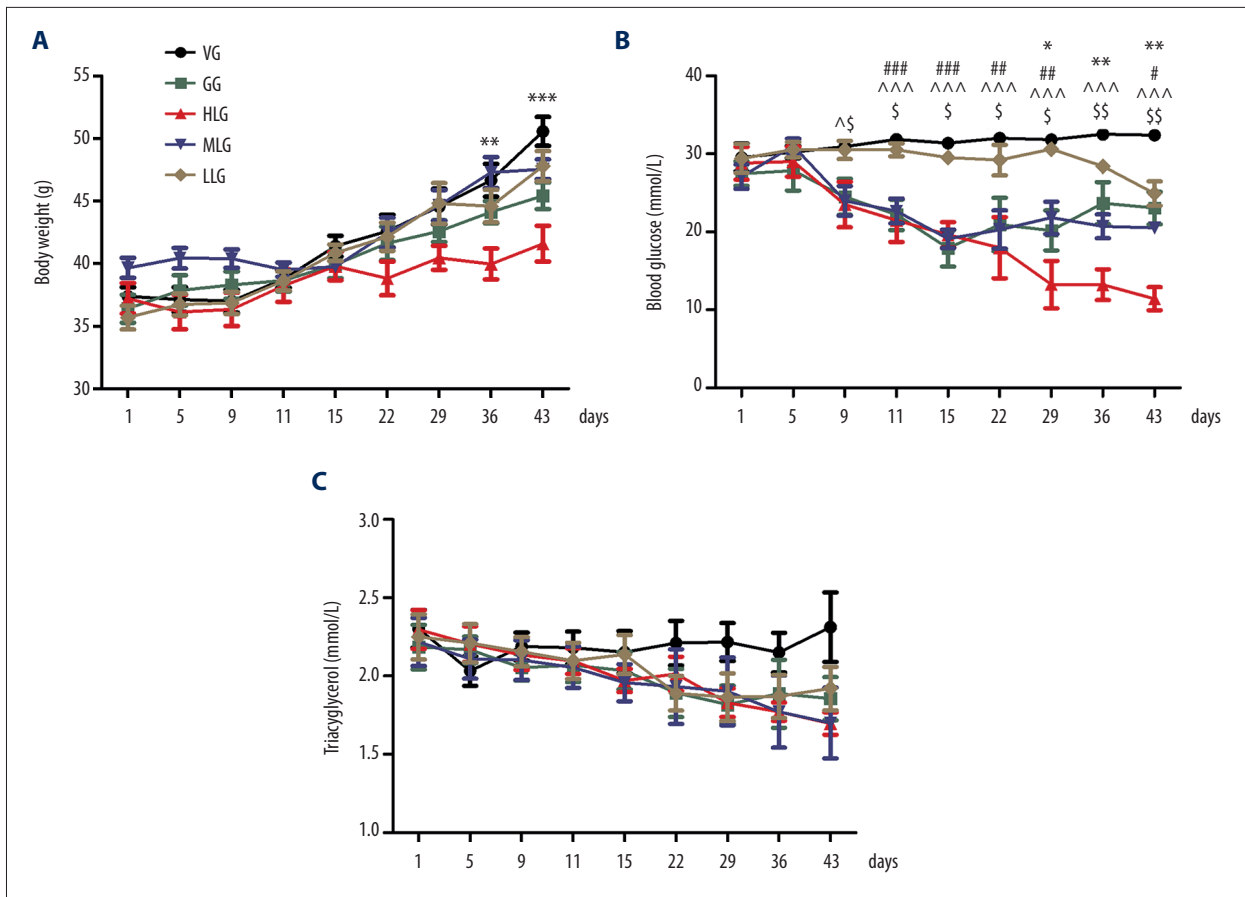 A
VG
GG
HLG
MLG
LLG
55
50
45
40
35
30
Body weight (g)
** ***
1 5 9 11 15 22 29 36 43 days
B
40
30
20
10
0
Blood glucose (mmol/L)
* **
### ### ## ## ** #
^^^ ^^^ ^^^ ^^^ ^^^ ^^^
^$ $ $ $ $ $$ $$
1 5 9 11 15 22 29 36 43 days
C
3.0
2.5
2.0
1.5
1.0
Triacyglycerol (mmol/L)
1 5 9 11 15 22 29 36 43 days